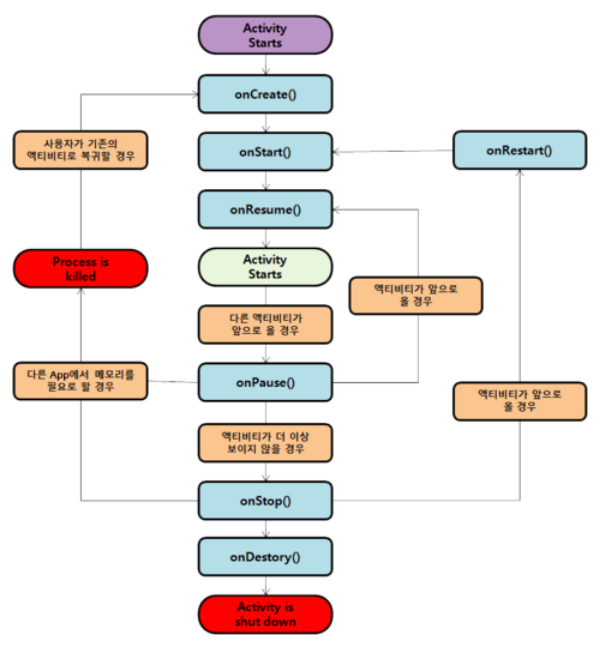 Activity
Starts
onCreate()
사용자가 기존의
액티비티로 복귀할 경우
onStart()
onRestart()
onResume()
Process is
killed
Activity
Starts
액티비티가 앞으로
올 경우
다른 액티비티가
앞으로 올 경우
다른 App에서 메모리를
필요로 할 경우
onPause()
액티비티가 앞으로
올 경우
액티비티가 더 이상
보이지 않을 경우
onStop()
onDestory()
Activity is
shut down